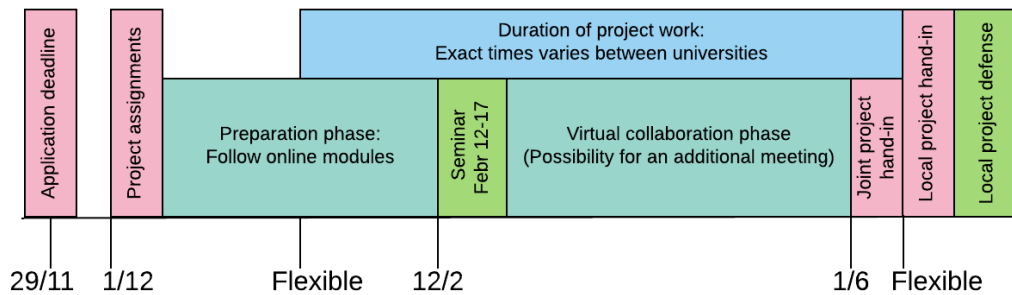 Application deadline
Project assignments
Duration of project work:
Exact times varies between universities
Preparation phase:
Follow online modules
Seminar
Febr 12-17
Virtual collaboration phase
(Possibility for an additional meeting)
Joint project
hand-in
Local project hand-in
Local project defense
29/11
1/12
Flexible
12/2
1/6
Flexible